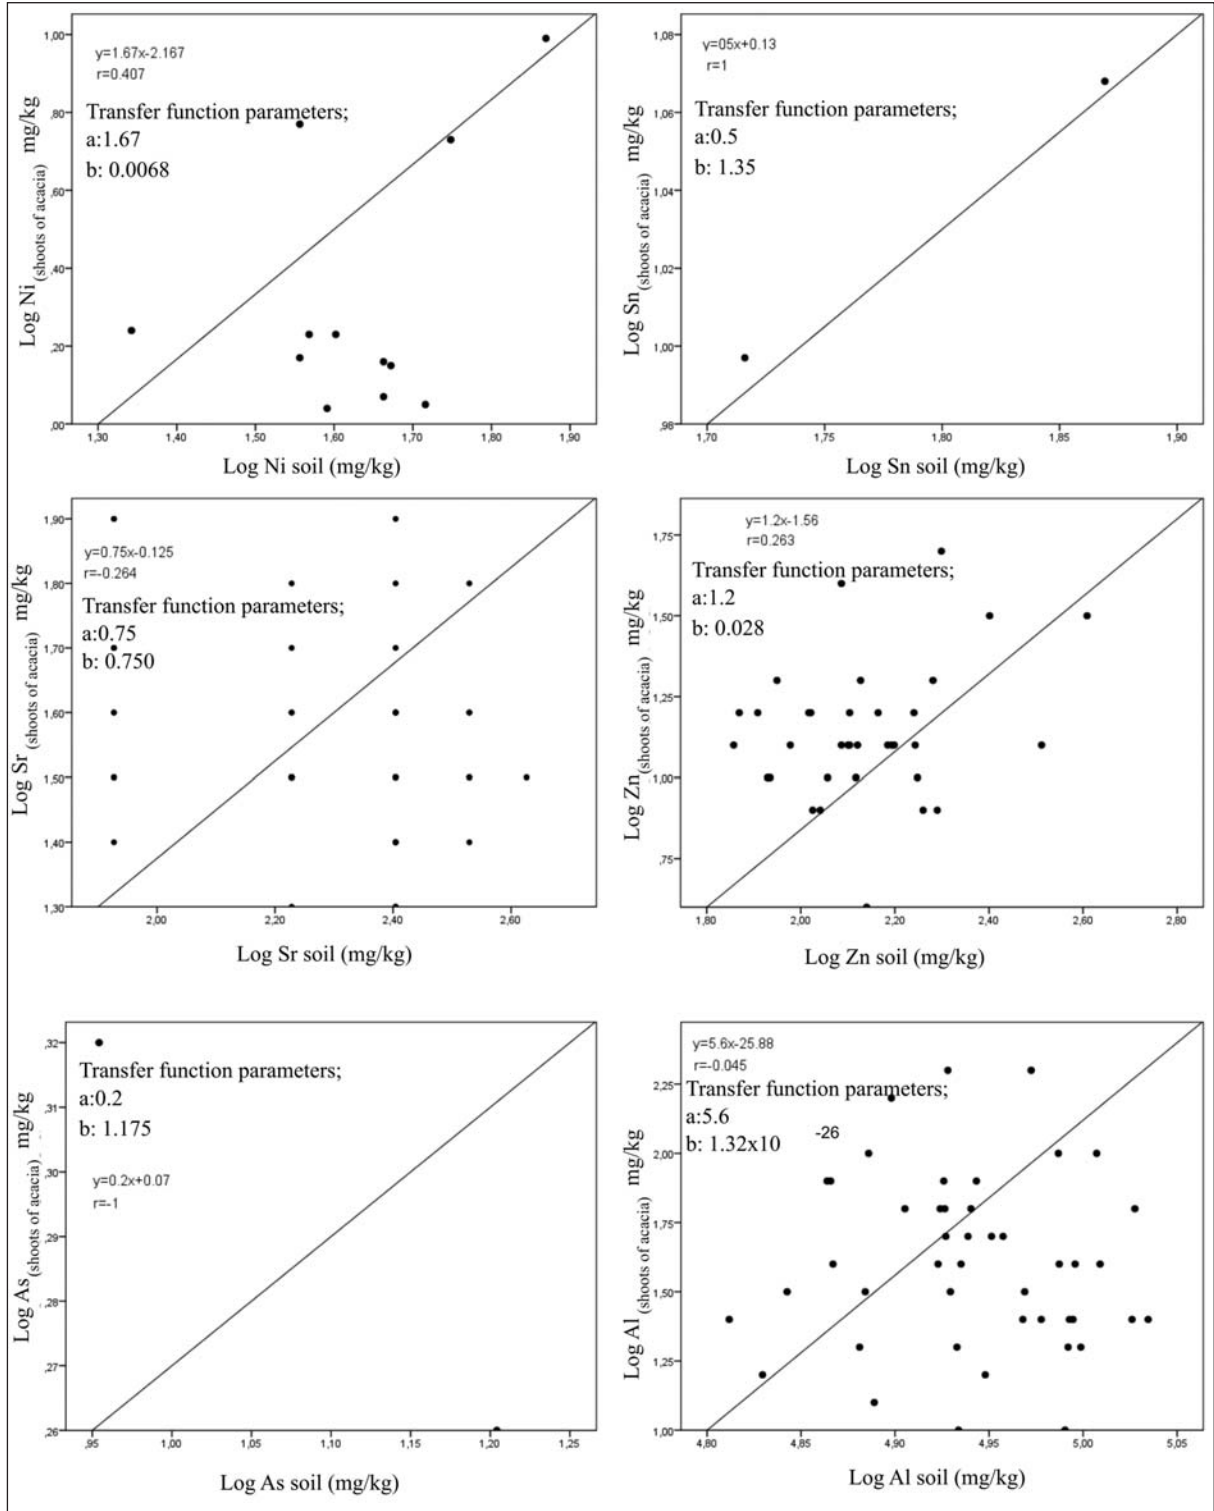 y=1.67x-2.167
r=0.407
Transfer function parameters;
a:1.67
b: 0.0068
Log Ni (shoots of acacia) mg/kg
1,00
,80
,60
,40
,20
,00
1,30 1,40 1,50 1,60 1,70 1,80 1,90
Log Ni soil (mg/kg)
y=05x+0.13
r=1
Transfer function parameters;
a:0.5
b: 1.35
Log Sn (shoots of acacia) mg/kg
1,08
1,06
1,04
1,02
1,00
,98
1,70 1,75 1,80 1,85 1,90
Log Sn soil (mg/kg)
y=0.75x-0.125
r=-0.264
Transfer function parameters;
a:0.75
b: 0.750
Log Sr (shoots of acacia) mg/kg
1,90
1,80
1,70
1,60
1,50
1,40
1,30
2,00 2,20 2,40 2,60
Log Sr soil (mg/kg)
y=1.2x-1.56
r=0.263
Transfer function parameters;
a:1.2
b: 0.028
Log Zn (shoots of acacia) mg/kg
1,75
1,50
1,25
1,00
,75
1,80 2,00 2,20 2,40 2,60 2,80
Log Zn soil (mg/kg)
Transfer function parameters;
a:0.2
b: 1.175
y=0.2x+0.07
r=-1
Log As (shoots of acacia) mg/kg
,32
,31
,30
,29
,28
,27
,26
,95 1,00 1,05 1,10 1,15 1,20 1,25
Log As soil (mg/kg)
y=5.6x-25.88
r=-0.045
Transfer function parameters;
a:5.6
b: 1.32x10 -26
Log Al (shoots of acacia) mg/kg
2,25
2,00
1,75
1,50
1,25
1,00
4,80 4,85 4,90 4,95 5,00 5,05
Log Al soil (mg/kg)